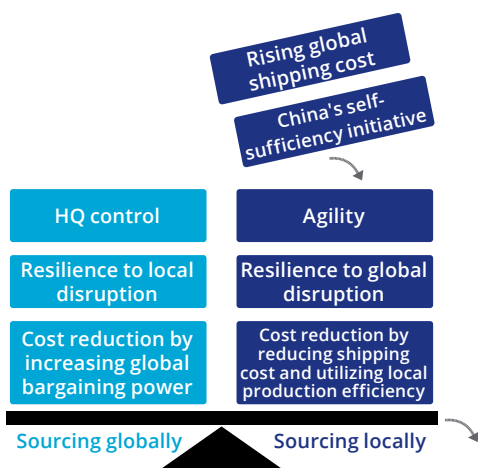 Rising global
shipping cost
China's self-
sufficiency initiative
HQ control
Agility
Resilience to local
disruption
Resilience to global
disruption
Cost reduction by
increasing global
bargaining power
Cost reduction by
reducing shipping
cost and utilizing local
production efficiency
Sourcing globally
Sourcing locally